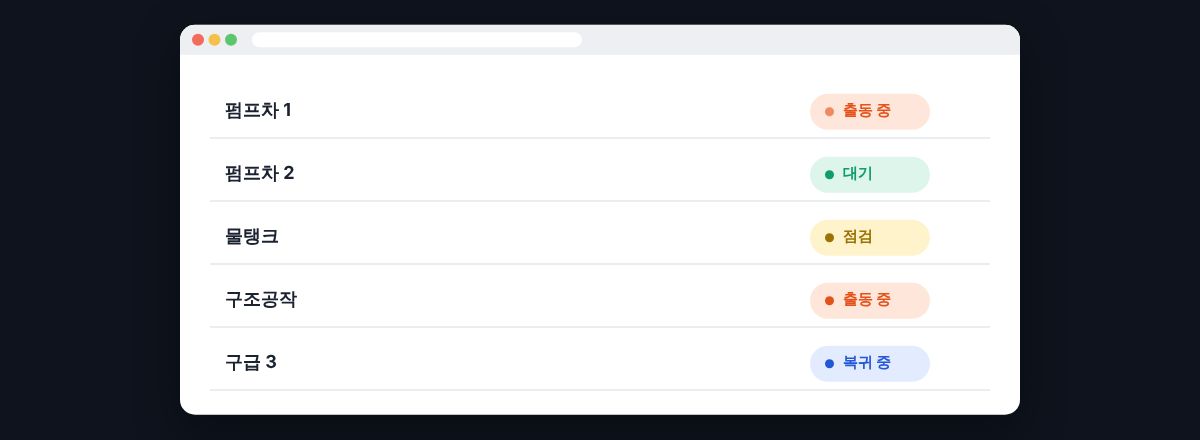 펌프차 1
출동 중
펌프차 2
대기
물탱크
점검
구조공작
출동 중
구급 3
복귀 중